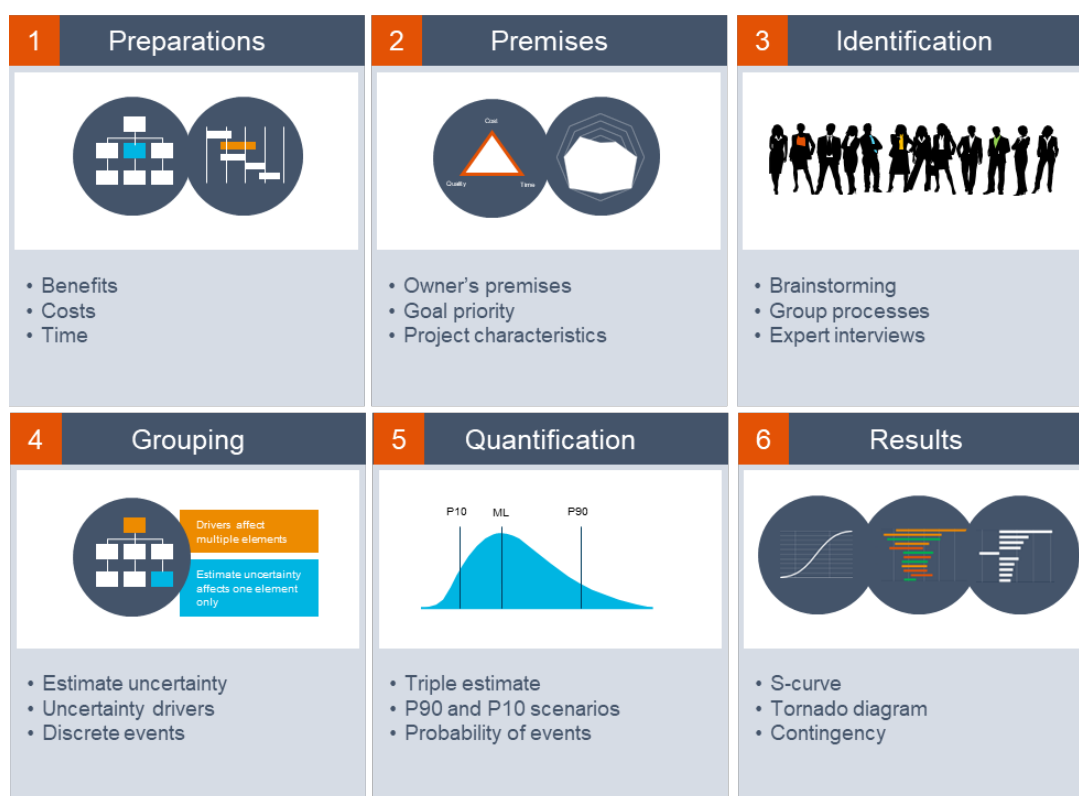 1 Preparations
• Benefits
• Costs
• Time
2 Premises
Cost
Quality Time
• Owner's premises
• Goal priority
• Project characteristics
3 Identification
• Brainstorming
• Group processes
• Expert interviews
4 Grouping
Drivers affect
multiple elements
Estimate uncertainty
affects one element
only
• Estimate uncertainty
• Uncertainty drivers
• Discrete events
5 Quantification
P10 ML P90
• Triple estimate
• P90 and P10 scenarios
• Probability of events
6 Results
• S-curve
• Tornado diagram
• Contingency